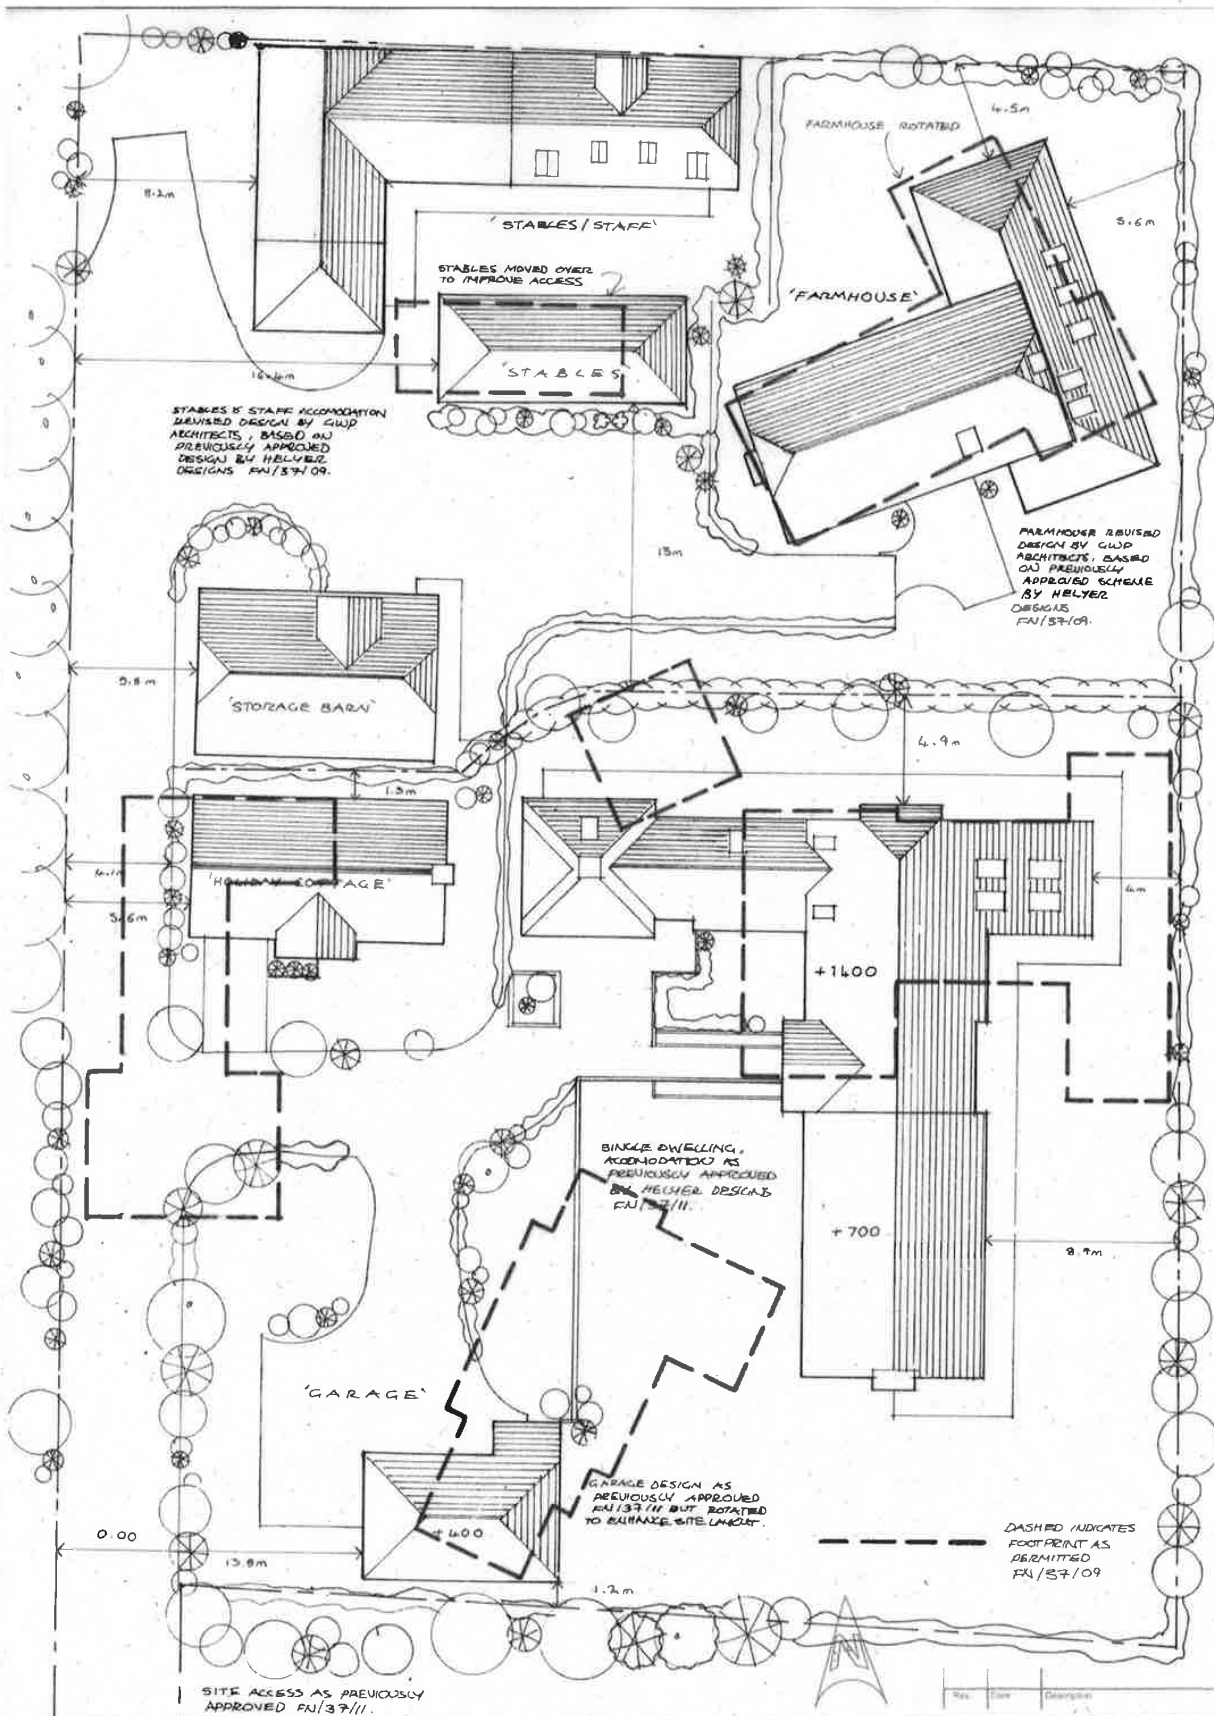 4.5m
FARMHOUSE ROTATED
8.2m
5.6m
'STABLES/STAFF'
STABLES MOVED OVER
TO IMPROVE ACCESS
'FARMHOUSE'
16.4m
'STABLES'
STABLES & STAFF ACCOMODATION
REVISED DESIGN BY GWP
ARCHITECTS, BASED ON
PREVIOUSLY APPROVED
DESIGN BY HELYER
DESIGNS FN/37/09.
13m
FARMHOUSE REVISED
DESIGN BY GWP
ARCHITECTS. BASED
ON PREVIOUSLY
APPROVED SCHEME
BY HELYER
DESIGNS
FN/37/09.
5.8m
'STORAGE BARN'
4.9m
1.3m
'HOLIDAY COTTAGE'
5.6m
4m
+1400
SINGLE DWELLING,
ACCOMODATION AS
PREVIOUSLY APPROVED
BY HELYER DESIGNS
FN/37/11.
+700
8.9m
'GARAGE'
GARAGE DESIGN AS
PREVIOUSLY APPROVED
FN/37/11 BUT ROTATED
TO ENHANCE SITE LAYOUT.
+400
0.00
13.8m
DASHED INDICATES
FOOTPRINT AS
PERMITTED
FN/37/09
1.2m
N
SITE ACCESS AS PREVIOUSLY
APPROVED FN/37/11.
Rev. Date Description